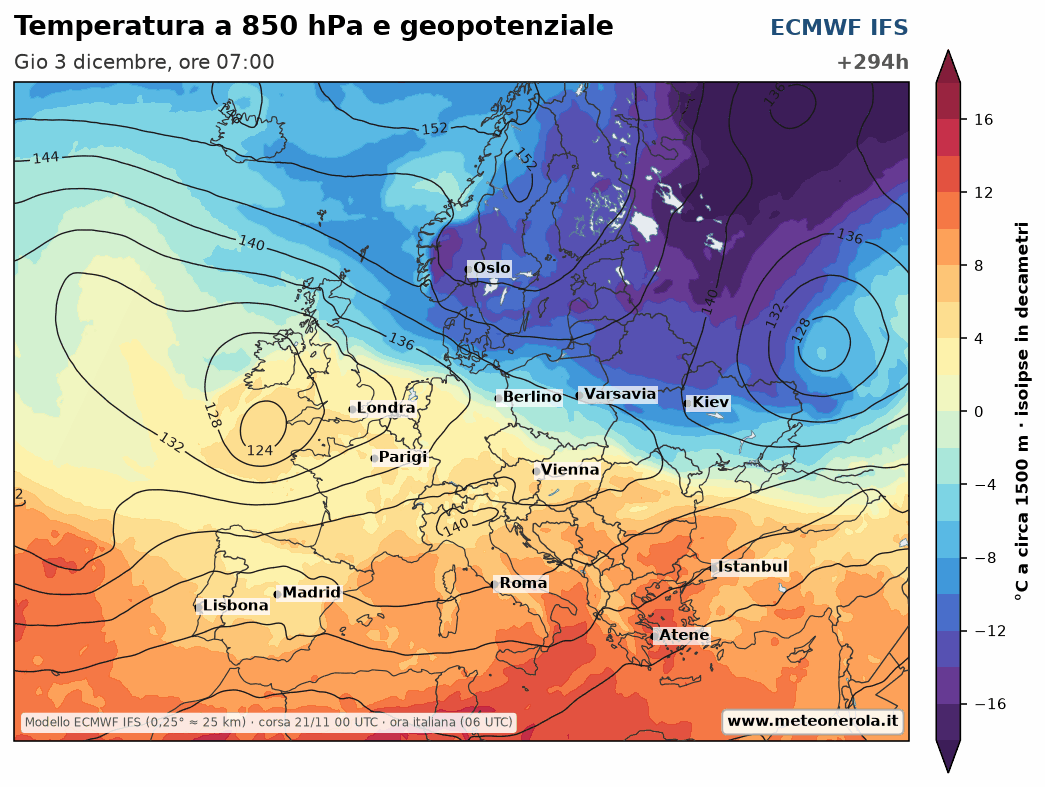 Temperatura a 850 hPa e geopotenziale
ECMWF IFS
Gio 3 dicembre, ore 07:00
+294h
136
152
144
152
140
136
Oslo
140
132
128
136
Berlino
Varsavia
Kiev
Londra
128
132
124
Parigi
Vienna
2
140
Istanbul
Roma
Madrid
Lisbona
Atene
Modello ECMWF IFS (0,25° ≈ 25 km) · corsa 21/11 00 UTC · ora italiana (06 UTC)
www.meteonerola.it
16
12
8
4
0
−4
−8
−12
−16
°C a circa 1500 m · isoipse in decametri